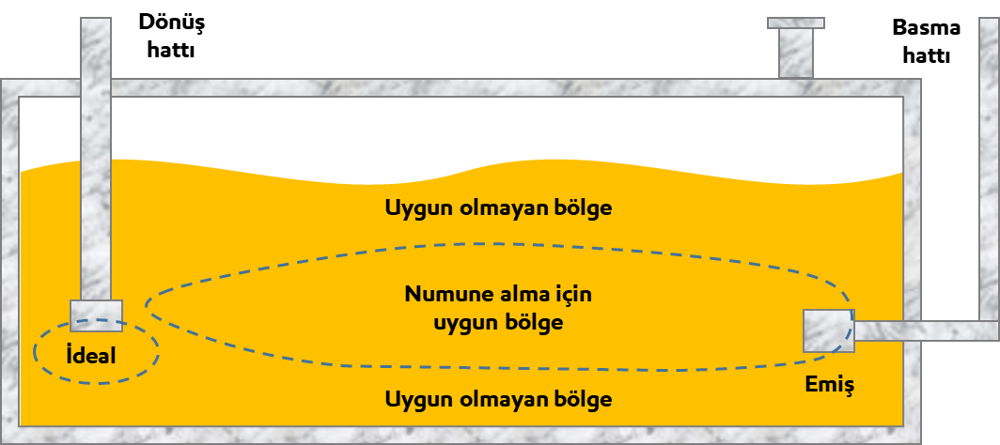 Dönüş
hattı
Basma
hattı
Uygun olmayan bölge
Numune alma için
uygun bölge
İdeal
Emiş
Uygun olmayan bölge